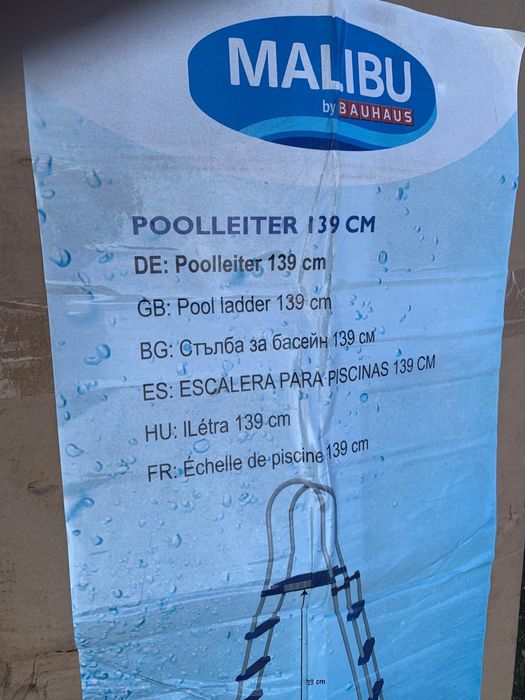 MALIBU
by BAUHAUS
POOLLEITER 139 CM
DE: Poolleiter 139 cm
GB: Pool ladder 139 cm
BG: Стълба за басейн 139 см
ES: ESCALERA PARA PISCINAS 139 CM
HU: lLétra 139 cm
FR: Échelle de piscine 139 cm